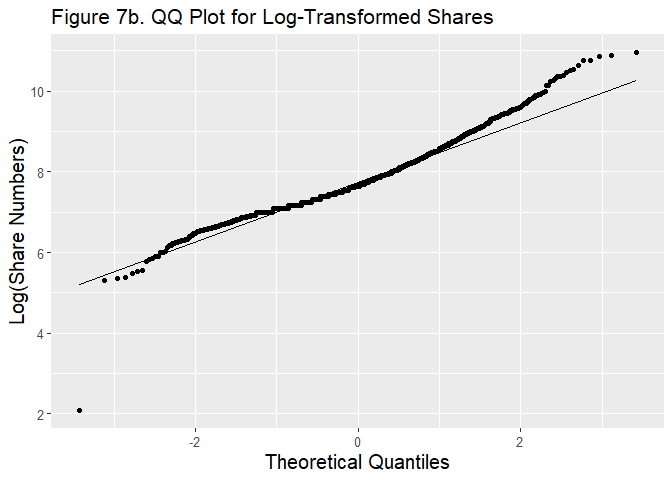 Figure 7b. QQ Plot for Log-Transformed Shares
Log(Share Numbers)
10
8
6
4
2
-2
0
2
Theoretical Quantiles